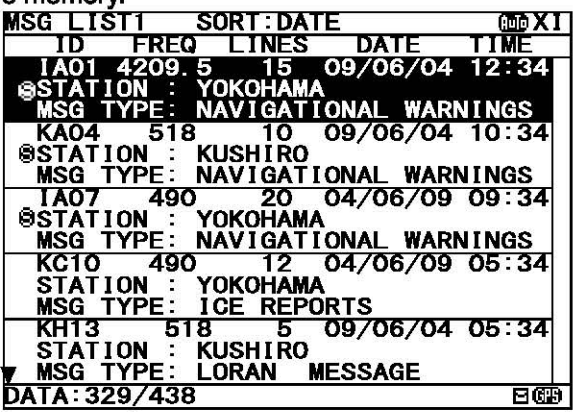 s memory.
MSG LIST1 SORT:DATE AUTO XI
ID FREQ LINES DATE TIME
IA01 4209.5 15 09/06/04 12:34
STATION : YOKOHAMA
MSG TYPE: NAVIGATIONAL WARNINGS
KA04 518 10 09/06/04 10:34
STATION : KUSHIRO
MSG TYPE: NAVIGATIONAL WARNINGS
IA07 490 20 04/06/09 09:34
STATION : YOKOHAMA
MSG TYPE: NAVIGATIONAL WARNINGS
KC10 490 12 04/06/09 05:34
STATION : YOKOHAMA
MSG TYPE: ICE REPORTS
KH13 518 5 09/06/04 05:34
STATION : KUSHIRO
MSG TYPE: LORAN MESSAGE
DATA:329/438 GPS